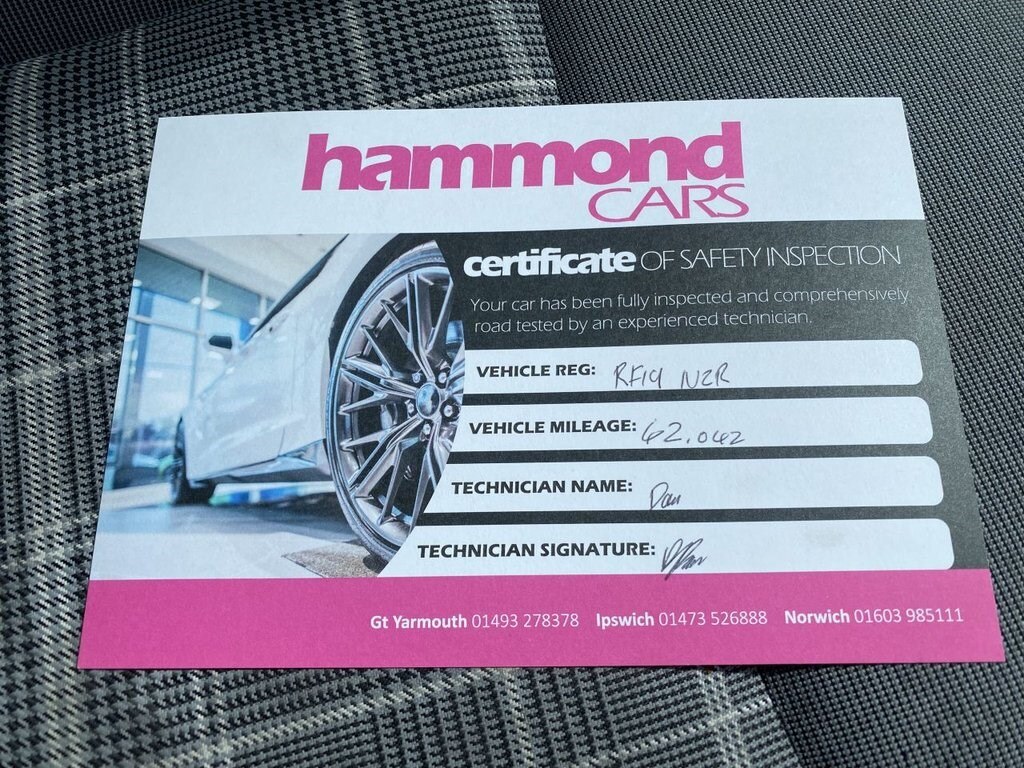 hammond
CARS
certificate OF SAFETY INSPECTION
Your car has been fully inspected and comprehensively
road tested by an experienced technician.
VEHICLE REG: RF19 NZR
VEHICLE MILEAGE: 62.042
TECHNICIAN NAME: Dan
TECHNICIAN SIGNATURE:
Gt Yarmouth 01493 278378 Ipswich 01473 526888 Norwich 01603 985111